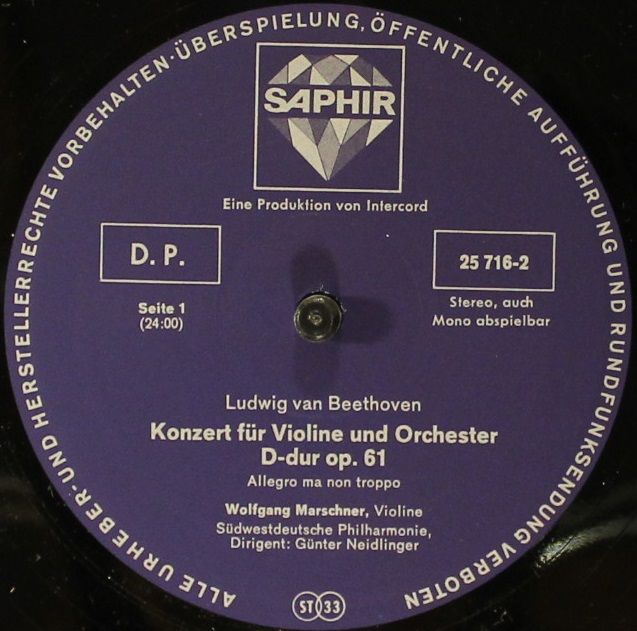 ALLE URHEBER- UND HERSTELLERRECHTE VORBEHALTEN·ÜBERSPIELUNG, ÖFFENTLICHE AUFFÜHRUNG UND RUNDFUNKSENDUNG VERBOTEN
SAPHIR
Eine Produktion von Intercord
D. P.
25 716-2
Seite 1
(24:00)
Stereo, auch
Mono abspielbar
Ludwig van Beethoven
Konzert für Violine und Orchester
D-dur op. 61
Allegro ma non troppo
Wolfgang Marschner, Violine
Südwestdeutsche Philharmonie,
Dirigent: Günter Neidlinger
ST 33